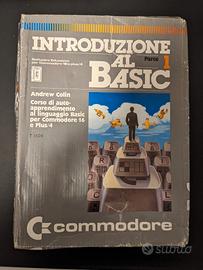 INTRODUZIONE
AL
Parte 1
BASIC
Andrew Colin
Corso di auto-
apprendimento
al linguaggio Basic
per Commodore 16
e Plus/4
commodore
subito